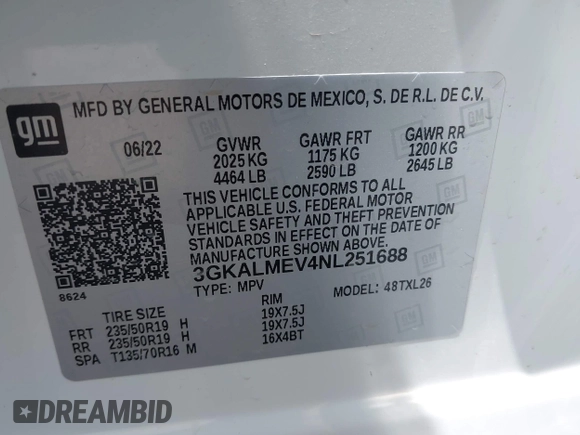 gm
MFD BY GENERAL MOTORS DE MEXICO, S. DE R.L. DE C.V.
06/22 GVWR GAWR FRT GAWR RR
2025 KG 1175 KG 1200 KG
4464 LB 2590 LB 2645 LB
THIS VEHICLE CONFORMS TO ALL
APPLICABLE U.S. FEDERAL MOTOR
VEHICLE SAFETY AND THEFT PREVENTION
STANDARDS IN EFFECT ON THE DATE OF
MANUFACTURE SHOWN ABOVE.
3GKALMEV4NL251688
8624
TYPE: MPV MODEL: 48TXL26
TIRE SIZE RIM
FRT 235/50R19 H 19X7.5J
RR 235/50R19 H 19X7.5J
SPA T135/70R16 M 16X4BT
DREAMBID